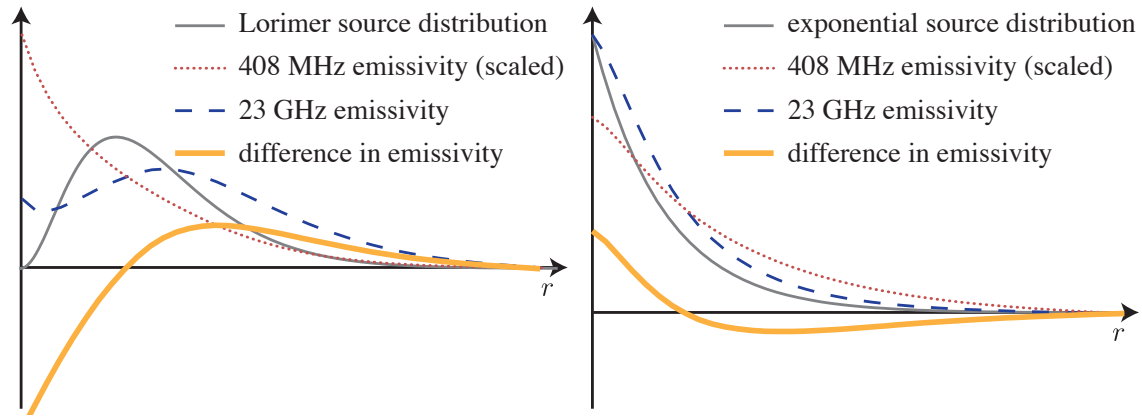 Lorimer source distribution
408 MHz emissivity (scaled)
23 GHz emissivity
difference in emissivity
r
exponential source distribution
408 MHz emissivity (scaled)
23 GHz emissivity
difference in emissivity
r